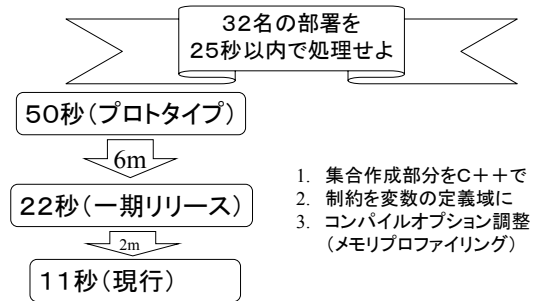 32名の部署を
25秒以内で処理せよ
50秒(プロトタイプ)
6m
22秒(一期リリース)
2m
11秒(現行)
1. 集合作成部分をC++で
2. 制約を変数の定義域に
3. コンパイルオプション調整
(メモリプロファイリング)